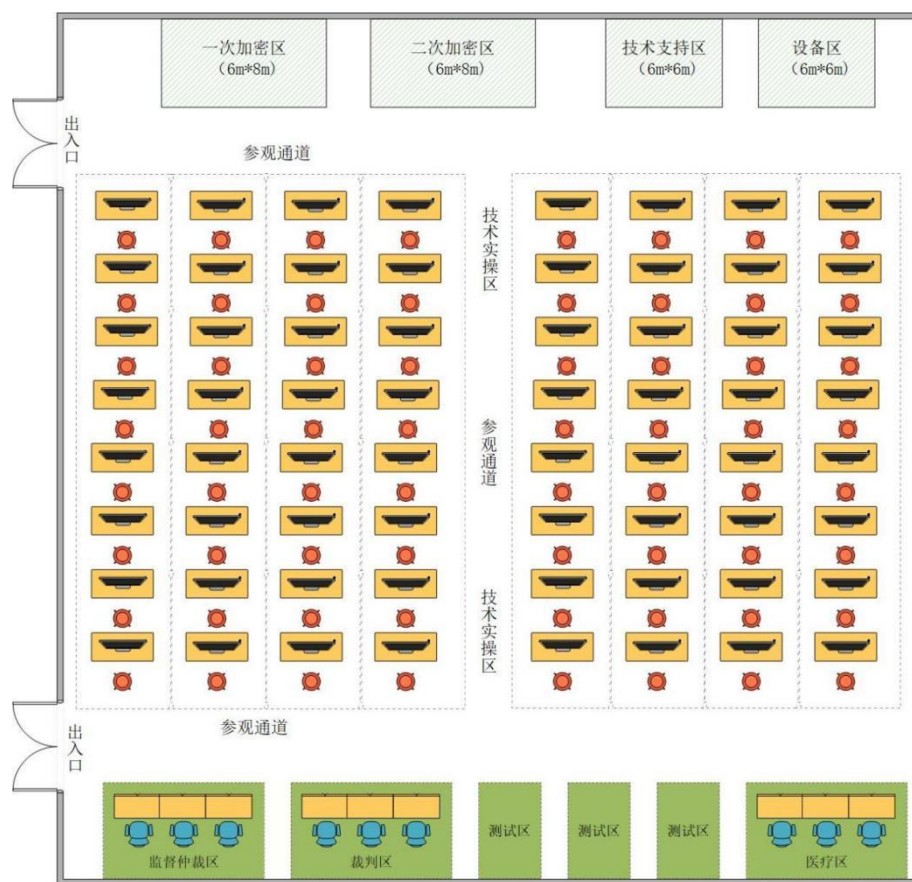 一次加密区
（6m*8m）
二次加密区
（6m*8m）
技术支持区
（6m*6m）
设备区
（6m*6m）
出入口
参观通道
技术实操区
参观通道
技术实操区
参观通道
出入口
监督仲裁区
裁判区
测试区
测试区
测试区
医疗区